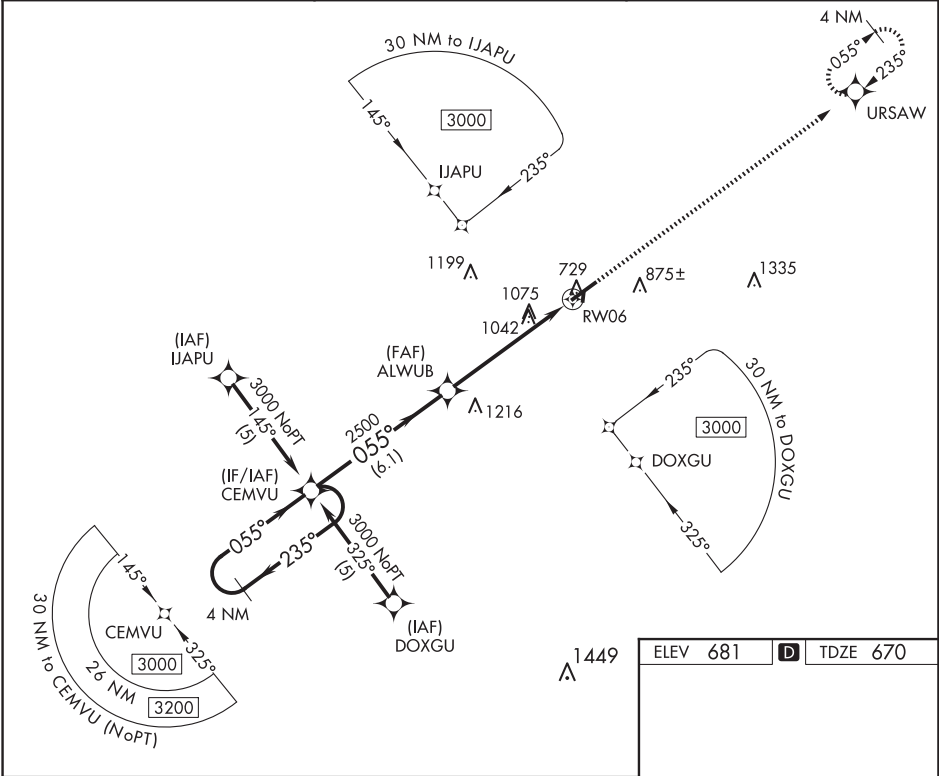 4 NM
055°
235°
URSAW
30 NM to IJAPU
145°
3000
IJAPU
235°
1199
729
875±
1335
1075
1042
RW06
(IAF)
IJAPU
3000 NoPT
145°
(5)
(FAF)
ALWUB
1216
2500
055°
(6.1)
235°
3000
30 NM to DOXGU
DOXGU
325°
(IF/IAF)
CEMVU
055°
235°
4 NM
3000 NoPT
325°
(5)
(IAF)
DOXGU
145°
CEMVU
325°
3000
26 NM
3200
30 NM to CEMVU (NoPT)
1449
ELEV 681 D TDZE 670